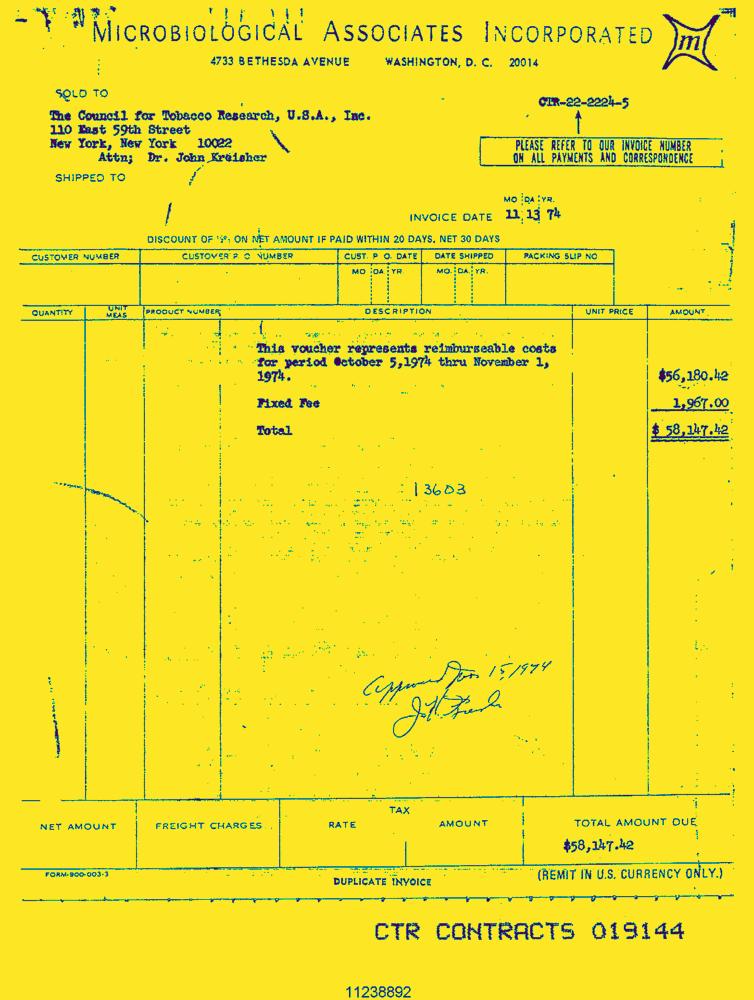 MICROBIOLOGICAL ASSOCIATES INCORPORATED
m
4733 BETHESDA AVENUE WASHINGTON, D. C. 20014
SOLD TO
The Council for Tobacco Research, U.S.A., Inc.
110 East 59th Street
New York, New York 10022
Attn; Dr. John Kreisher
CTR-22-2224-5
PLEASE REFER TO OUR INVOICE NUMBER
ON ALL PAYMENTS AND CORRESPONDENCE
SHIPPED TO
MO DA YR.
INVOICE DATE 11 13 74
DISCOUNT OF ½% ON NET AMOUNT IF PAID WITHIN 20 DAYS, NET 30 DAYS
CUSTOMER NUMBER CUSTOMER P. O. NUMBER CUST. P. O. DATE DATE SHIPPED PACKING SLIP NO
MO DA YR MO. DA. YR.
QUANTITY UNIT MEAS PRODUCT NUMBER DESCRIPTION UNIT PRICE AMOUNT
This voucher represents reimburseable costs
for period October 5,1974 thru November 1,
1974. $56,180.42
Fixed Fee 1,967.00
Total $ 58,147.42
13603
Approved 15, 1974
TAX
NET AMOUNT FREIGHT CHARGES RATE AMOUNT TOTAL AMOUNT DUE
$58,147.42
FORM-900-003-3
DUPLICATE INVOICE
(REMIT IN U.S. CURRENCY ONLY.)
CTR CONTRACTS 019144
11238892